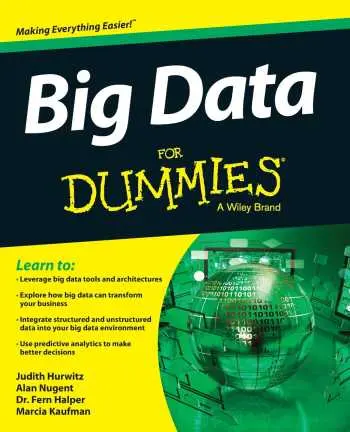 Making Everything Easier!™
Big Data
FOR
DUMMIES®
A Wiley Brand
Learn to:
• Leverage big data tools and architectures
• Explore how big data can transform
your business
• Integrate structured and unstructured
data into your big data environment
• Use predictive analytics to make
better decisions
Judith Hurwitz
Alan Nugent
Dr. Fern Halper
Marcia Kaufman